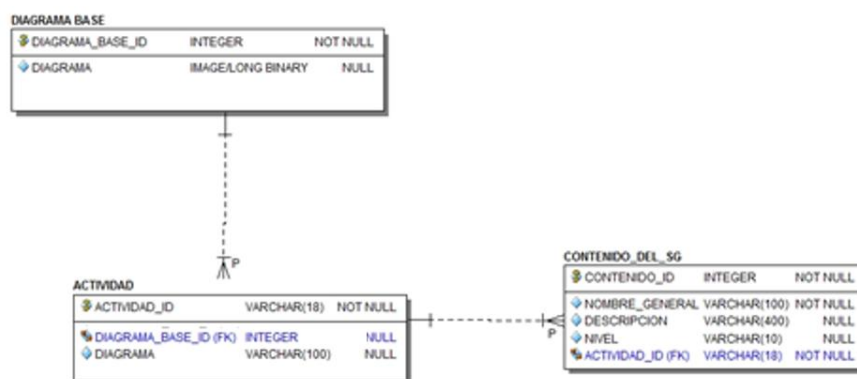 DIAGRAMA BASE
DIAGRAMA_BASE_ID INTEGER NOT NULL
DIAGRAMA IMAGE/LONG BINARY NULL
P
ACTIVIDAD
ACTIVIDAD_ID VARCHAR(18) NOT NULL
DIAGRAMA_BASE_ID (FK) INTEGER NULL
DIAGRAMA VARCHAR(100) NULL
P
CONTENIDO_DEL_SG
CONTENIDO_ID INTEGER NOT NULL
NOMBRE_GENERAL VARCHAR(100) NOT NULL
DESCRIPCION VARCHAR(400) NULL
NIVEL VARCHAR(10) NULL
ACTIVIDAD_ID (FK) VARCHAR(18) NOT NULL